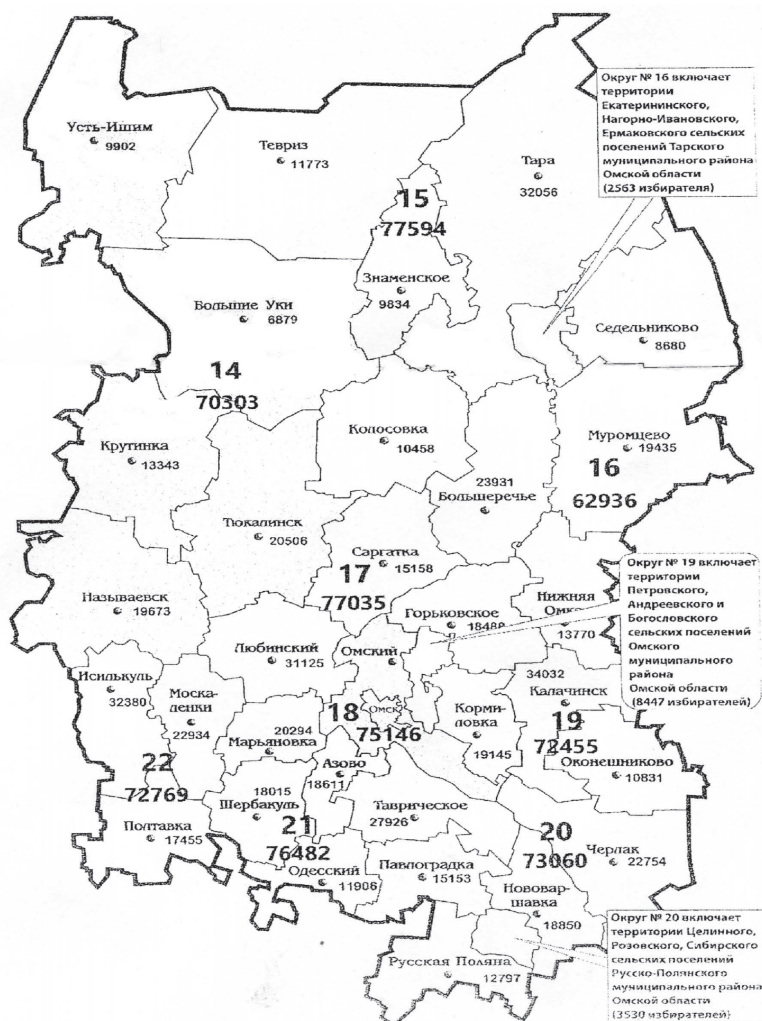 Округ № 16 включает
территории
Екатерининского,
Нагорно-Ивановского,
Ермаковского сельских
поселений Тарского
муниципального района
Омской области
(2563 избирателя)
Усть-Ишим
9902
Тевриз
11773
Тара
32056
15
77594
Знаменское
9834
Большие Уки
6879
Седельниково
8680
14
70303
Колосовка
10458
Крутинка
13343
Муромцево
19435
16
62936
23931
Большеречье
Тюкалинск
20506
Саргатка
15158
17
77035
Округ № 19 включает
территории
Петровского,
Андреевского и
Богословского
сельских поселений
Омского
муниципального
района
Омской области
(8447 избирателей)
Называевск
19673
Горьковское
Нижняя
13770
Любинский
31125
Омский
Исилькуль
32380
Моска-
ленки
22934
34032
Калачинск
18
Омск
75146
Корми-
ловка
19145
19
72455
20294
Марьяновка
Азово
18611
Оконешниково
10831
22
72769
18015
Шербакуль
Таврическое
27926
Полтавка
17455
21
76482
20
73060
Черлак
22754
Одесский
11906
Павлоградка
15153
Нововар-
шавка
18850
Округ № 20 включает
территории Целинного,
Розовского, Сибирского
сельских поселений
Русско-Полянского
муниципального района
Омской области
(3530 избирателей)
Русская Поляна
12797